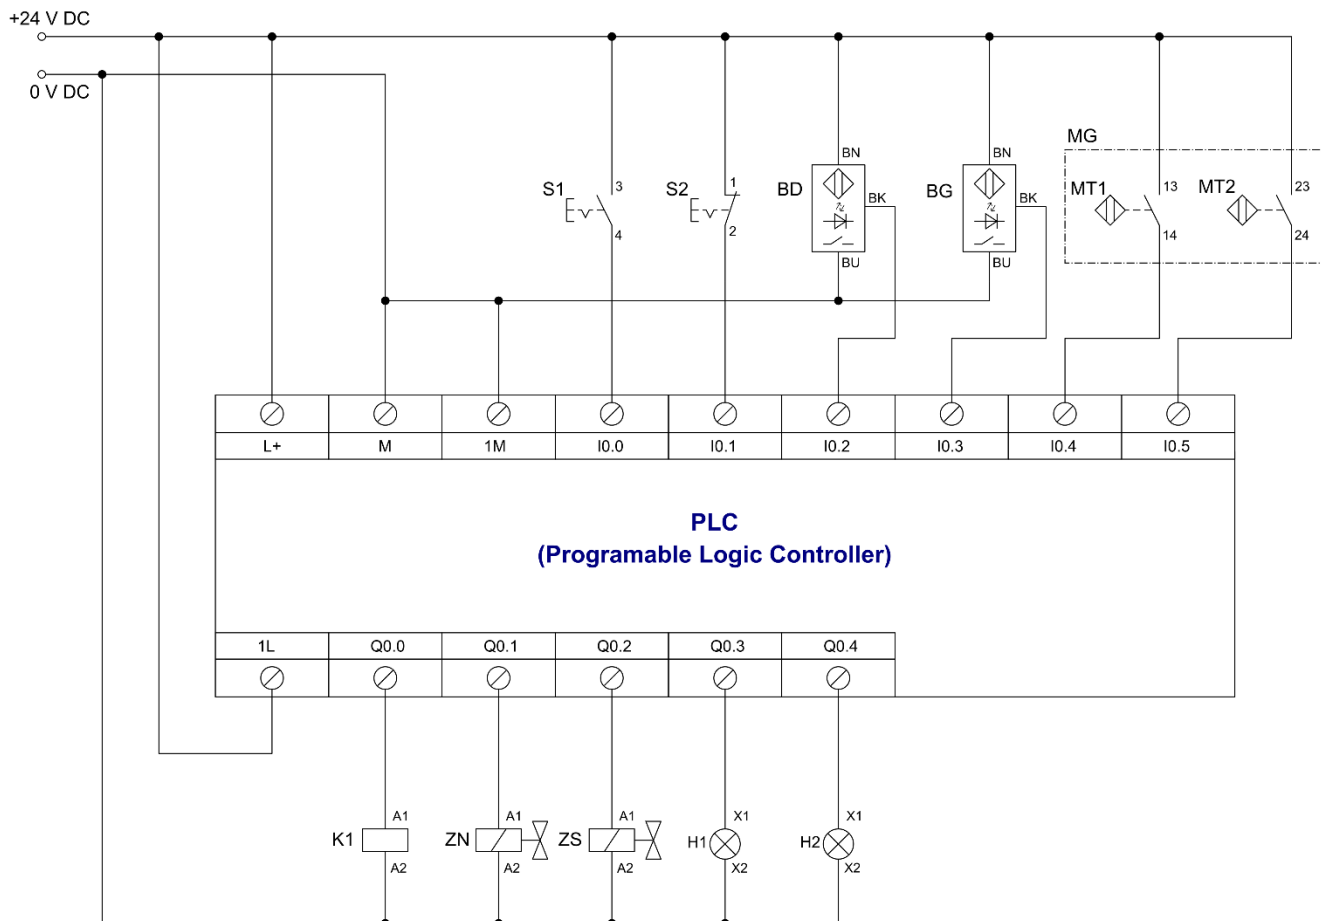 +24 V DC
0 V DC
MG
BN
BN
S1
3
4
S2
1
2
BD
BK
BU
BG
BK
BU
MT1
13
14
MT2
23
24
L+
M
1M
I0.0
I0.1
I0.2
I0.3
I0.4
I0.5
PLC
(Programable Logic Controller)
1L
Q0.0
Q0.1
Q0.2
Q0.3
Q0.4
K1
A1
A2
ZN
A1
A2
ZS
A1
A2
H1
X1
X2
H2
X1
X2